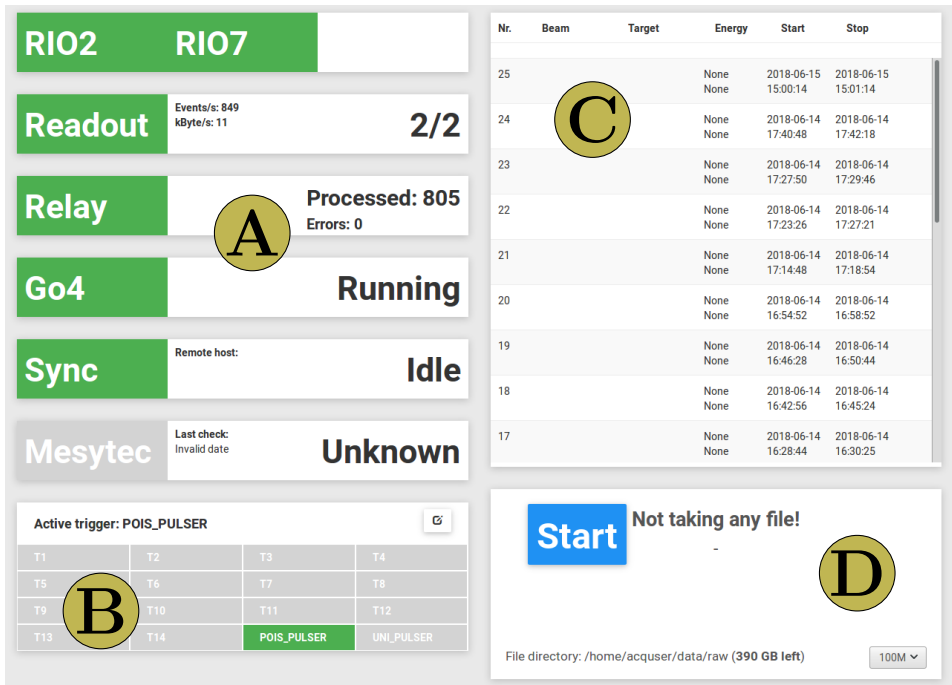 RIO2 RIO7
Readout
Events/s: 849
kByte/s: 11
2/2
Relay
Processed: 805
Errors: 0
A
Go4
Running
Sync
Remote host:
Idle
Mesytec
Last check:
Invalid date
Unknown
Active trigger: POIS_PULSER
T1 T2 T3 T4
T5 T6 T7 T8
T9 T10 T11 T12
T13 T14 POIS_PULSER UNI_PULSER
B
Nr. Beam Target Energy Start Stop
25 None 2018-06-15 2018-06-15
None 15:00:14 15:01:14
C
24 None 2018-06-14 2018-06-14
None 17:40:48 17:42:18
23 None 2018-06-14 2018-06-14
None 17:27:50 17:29:46
22 None 2018-06-14 2018-06-14
None 17:23:26 17:27:21
21 None 2018-06-14 2018-06-14
None 17:14:48 17:18:54
20 None 2018-06-14 2018-06-14
None 16:54:52 16:58:52
19 None 2018-06-14 2018-06-14
None 16:46:28 16:50:44
18 None 2018-06-14 2018-06-14
None 16:42:56 16:45:24
17 None 2018-06-14 2018-06-14
None 16:28:44 16:30:25
Start
Not taking any file!
-
D
File directory: /home/acquser/data/raw (390 GB left)
100M